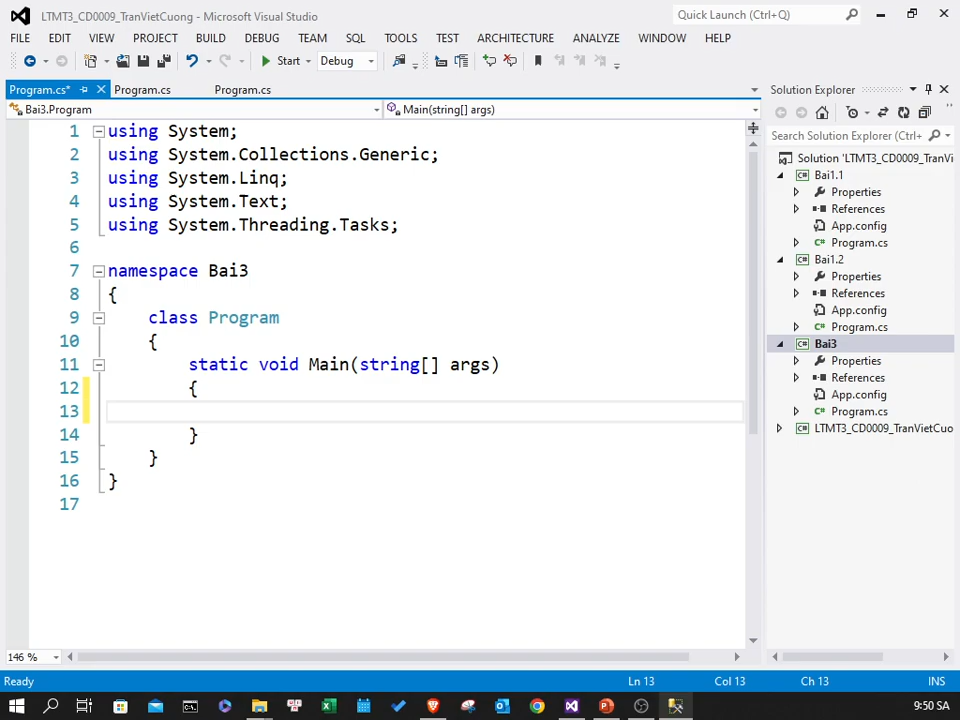 LTMT3_CD0009_TranVietCuong - Microsoft Visual Studio
Quick Launch (Ctrl+Q)
FILE EDIT VIEW PROJECT BUILD DEBUG TEAM SQL TOOLS TEST ARCHITECTURE ANALYZE WINDOW HELP
Start Debug
Program.cs* Program.cs Program.cs
Bai3.Program Main(string[] args)
1 using System;
2 using System.Collections.Generic;
3 using System.Linq;
4 using System.Text;
5 using System.Threading.Tasks;
6
7 namespace Bai3
8 {
9 class Program
10 {
11 static void Main(string[] args)
12 {
13
14 }
15 }
16 }
17
146 %
Solution Explorer
Search Solution Explorer (Ctrl+
Solution 'LTMT3_CD0009_TranVi
Bai1.1
Properties
References
App.config
Program.cs
Bai1.2
Properties
References
App.config
Program.cs
Bai3
Properties
References
App.config
Program.cs
LTMT3_CD0009_TranVietCuo
Ready Ln 13 Col 13 Ch 13 INS
9:50 SA